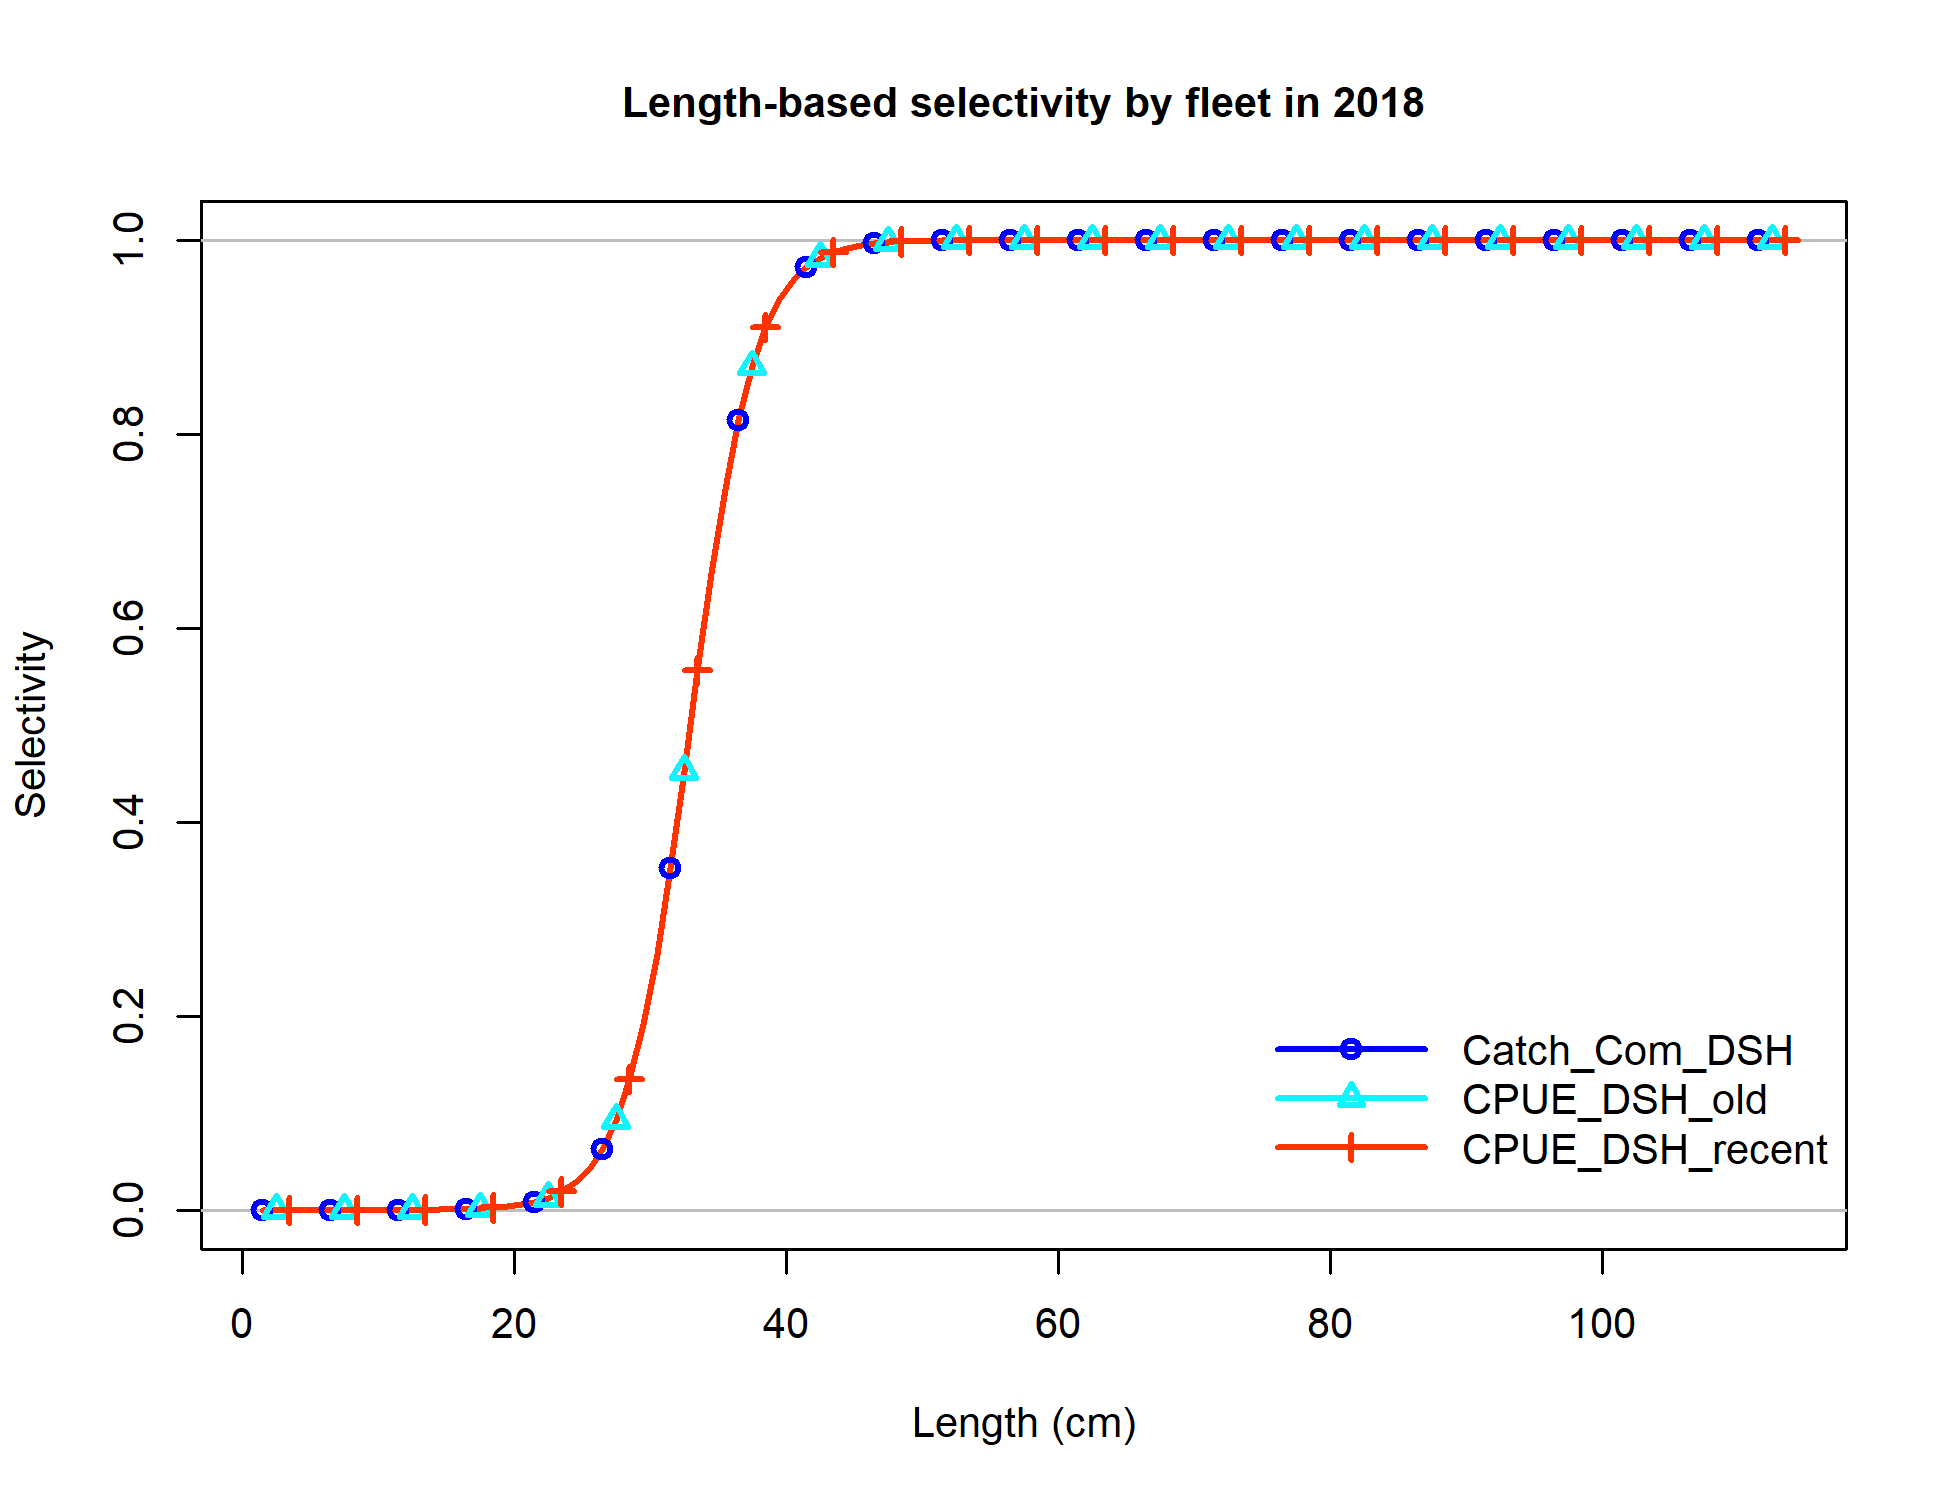 Length-based selectivity by fleet in 2018
Selectivity
1.0
0.8
0.6
0.4
0.2
0.0
Catch_Com_DSH
CPUE_DSH_old
CPUE_DSH_recent
0 20 40 60 80 100
Length (cm)